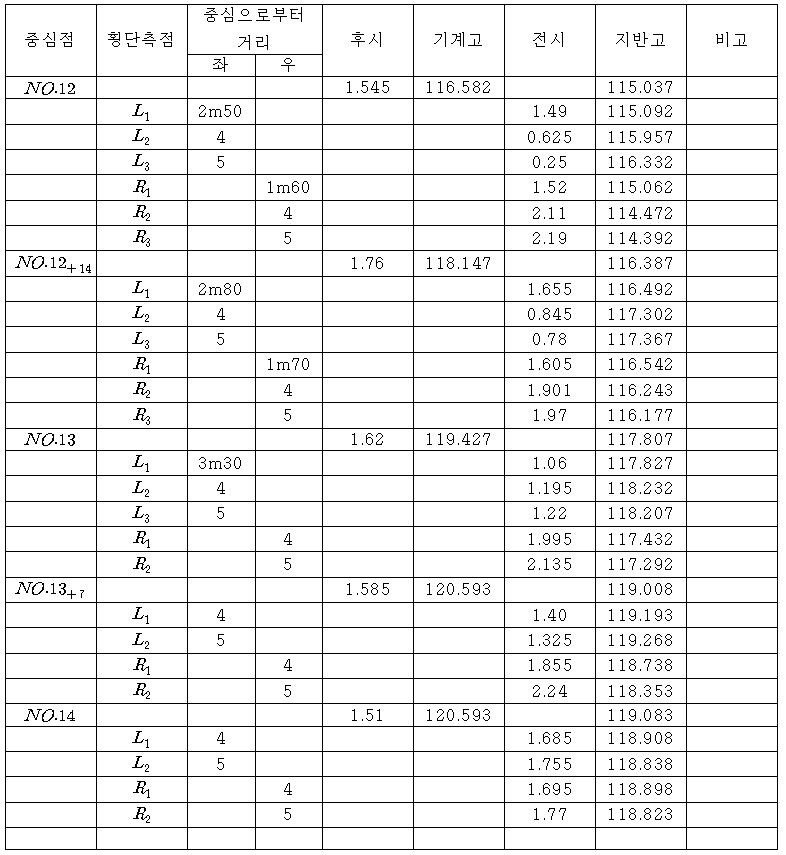 중심점 횡단측점 중심으로부터 거리 후시 기계고 전시 지반고 비고
좌 우
NO.12 1.545 116.582 115.037
L1 2m50 1.49 115.092
L2 4 0.625 115.957
L3 5 0.25 116.332
R1 1m60 1.52 115.062
R2 4 2.11 114.472
R3 5 2.19 114.392
NO.12+14 1.76 118.147 116.387
L1 2m80 1.655 116.492
L2 4 0.845 117.302
L3 5 0.78 117.367
R1 1m70 1.605 116.542
R2 4 1.901 116.243
R3 5 1.97 116.177
NO.13 1.62 119.427 117.807
L1 3m30 1.06 117.827
L2 4 1.195 118.232
L3 5 1.22 118.207
R1 4 1.995 117.432
R2 5 2.135 117.292
NO.13+7 1.585 120.593 119.008
L1 4 1.40 119.193
L2 5 1.325 119.268
R1 4 1.855 118.738
R2 5 2.24 118.353
NO.14 1.51 120.593 119.083
L1 4 1.685 118.908
L2 5 1.755 118.838
R1 4 1.695 118.898
R2 5 1.77 118.823